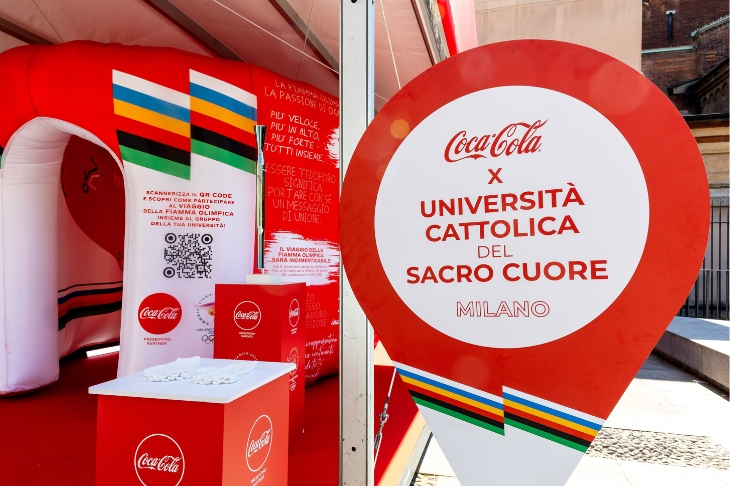 LA FIAMMA OLIMPICA
LA PASSIONE DI
PIÙ VELOCE,
PIÙ IN ALTO,
PIÙ FORTE -
TUTTI INSIEME.
ESSERE TEDOFORO
SIGNIFICA
PORTARE CON SÉ
UN MESSAGGIO
DI UNIONE
IL VIAGGIO DELLA
FIAMMA OLIMPICA
SARÀ INDIMENTICABILE!
SCANNERIZZA IL QR CODE
E SCOPRI COME PARTECIPARE
AL VIAGGIO
DELLA FIAMMA OLIMPICA
INSIEME AL GRUPPO
DELLA TUA UNIVERSITÀ!
Coca-Cola
PRESENTING
PARTNER
Coca-Cola
Coca-Cola
Coca-Cola
Coca-Cola
Coca-Cola
X
UNIVERSITÀ
CATTOLICA
DEL
SACRO CUORE
MILANO